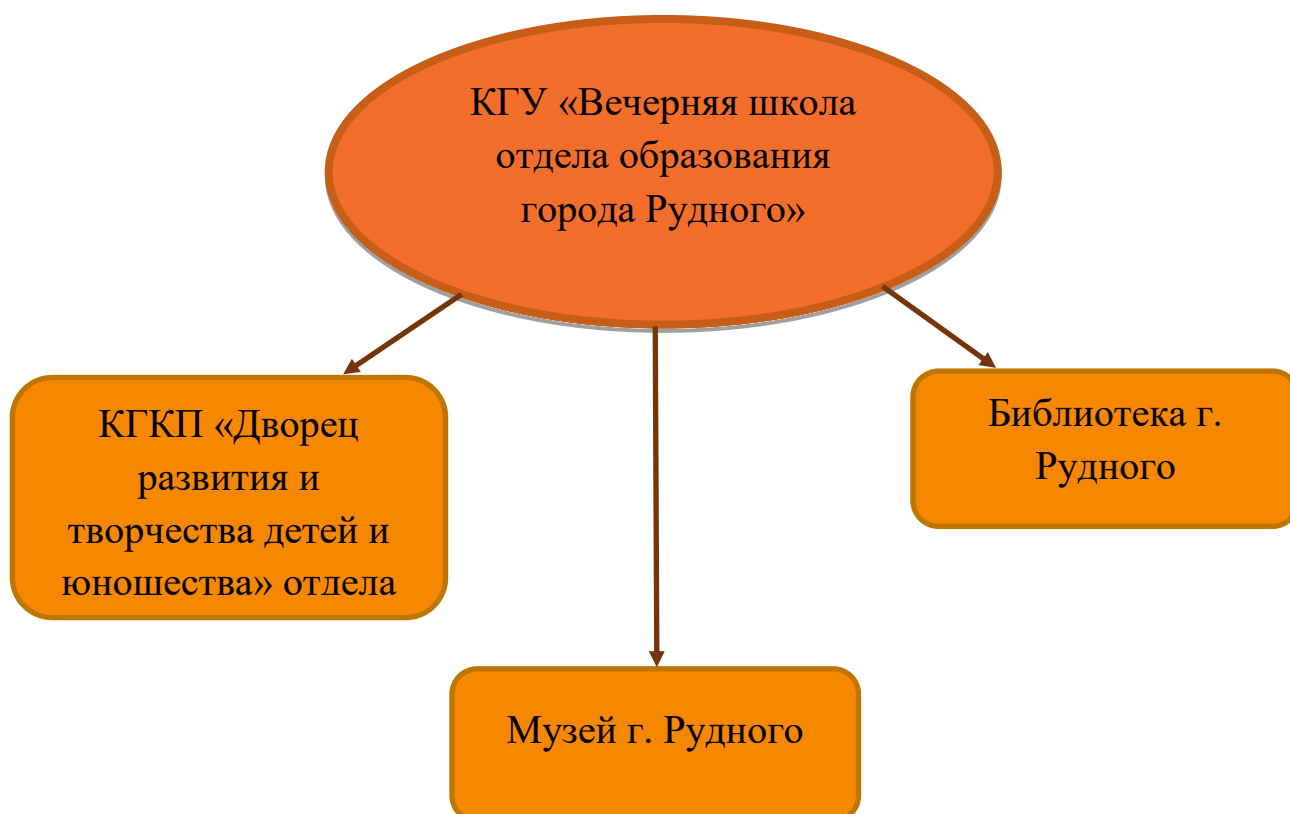 КГУ «Вечерняя школа
отдела образования
города Рудного»
КГКП «Дворец
развития и
творчества детей и
юношества» отдела
Библиотека г.
Рудного
Музей г. Рудного